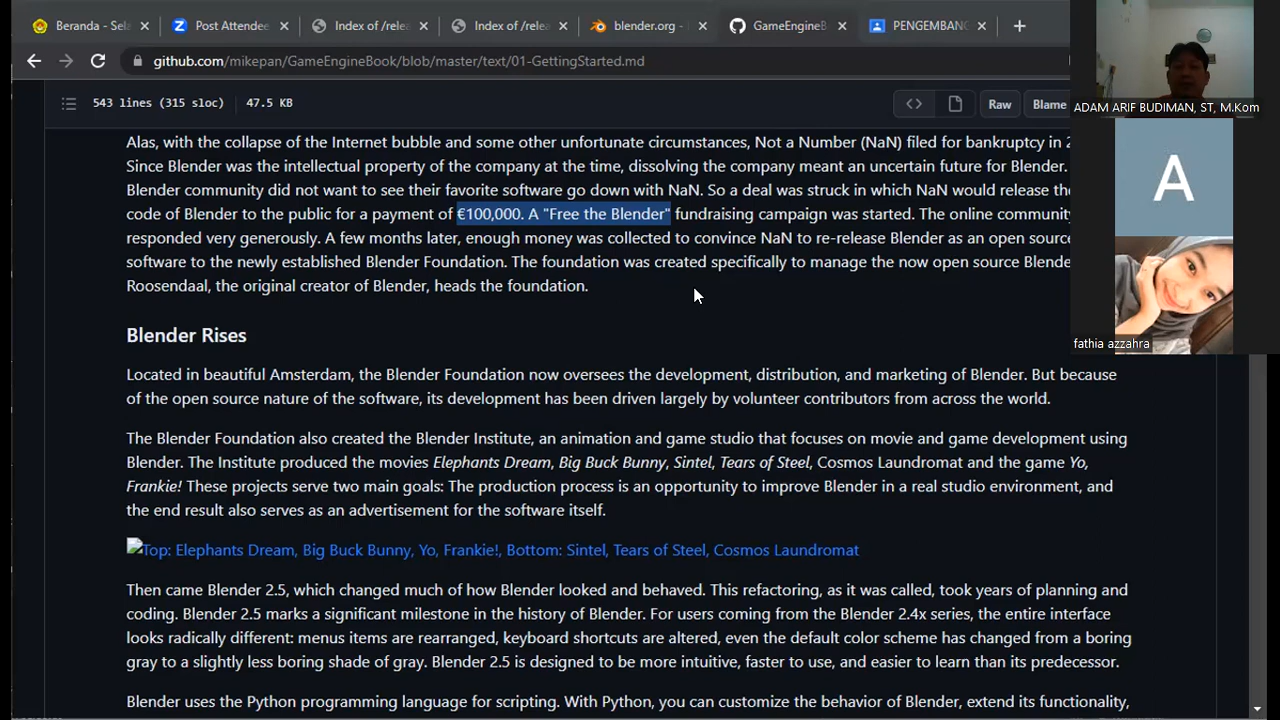 Beranda - Sela
Post Attendee
Index of /relea
Index of /relea
blender.org -
GameEngineB
PENGEMBANG
github.com/mikepan/GameEngineBook/blob/master/text/01-GettingStarted.md
543 lines (315 sloc) 47.5 KB
Raw
Blame
ADAM ARIF BUDIMAN, ST, M.Kom
A
fathia azzahra
Alas, with the collapse of the Internet bubble and some other unfortunate circumstances, Not a Number (NaN) filed for bankruptcy in 2
Since Blender was the intellectual property of the company at the time, dissolving the company meant an uncertain future for Blender.
Blender community did not want to see their favorite software go down with NaN. So a deal was struck in which NaN would release the
code of Blender to the public for a payment of €100,000. A "Free the Blender" fundraising campaign was started. The online community
responded very generously. A few months later, enough money was collected to convince NaN to re-release Blender as an open source
software to the newly established Blender Foundation. The foundation was created specifically to manage the now open source Blende
Roosendaal, the original creator of Blender, heads the foundation.
Blender Rises
Located in beautiful Amsterdam, the Blender Foundation now oversees the development, distribution, and marketing of Blender. But because
of the open source nature of the software, its development has been driven largely by volunteer contributors from across the world.
The Blender Foundation also created the Blender Institute, an animation and game studio that focuses on movie and game development using
Blender. The Institute produced the movies Elephants Dream, Big Buck Bunny, Sintel, Tears of Steel, Cosmos Laundromat and the game Yo,
Frankie! These projects serve two main goals: The production process is an opportunity to improve Blender in a real studio environment, and
the end result also serves as an advertisement for the software itself.
Top: Elephants Dream, Big Buck Bunny, Yo, Frankie!, Bottom: Sintel, Tears of Steel, Cosmos Laundromat
Then came Blender 2.5, which changed much of how Blender looked and behaved. This refactoring, as it was called, took years of planning and
coding. Blender 2.5 marks a significant milestone in the history of Blender. For users coming from the Blender 2.4x series, the entire interface
looks radically different: menus items are rearranged, keyboard shortcuts are altered, even the default color scheme has changed from a boring
gray to a slightly less boring shade of gray. Blender 2.5 is designed to be more intuitive, faster to use, and easier to learn than its predecessor.
Blender uses the Python programming language for scripting. With Python, you can customize the behavior of Blender, extend its functionality,